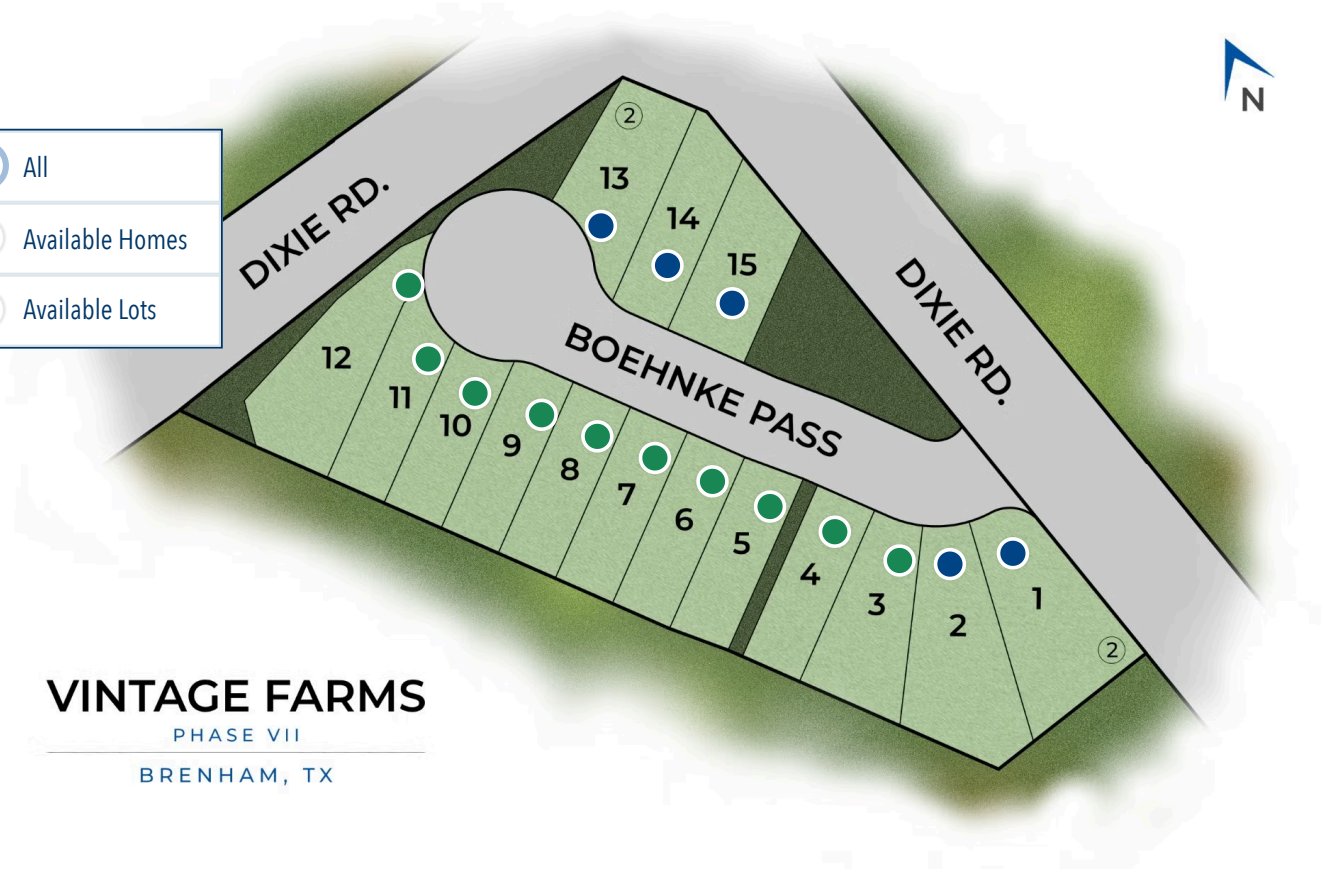 N
All
Available Homes
Available Lots
DIXIE RD.
DIXIE RD.
BOEHNKE PASS
2
13
14
15
12
11
10
9
8
7
6
5
4
3
2
1
2
VINTAGE FARMS
PHASE VII
BRENHAM, TX